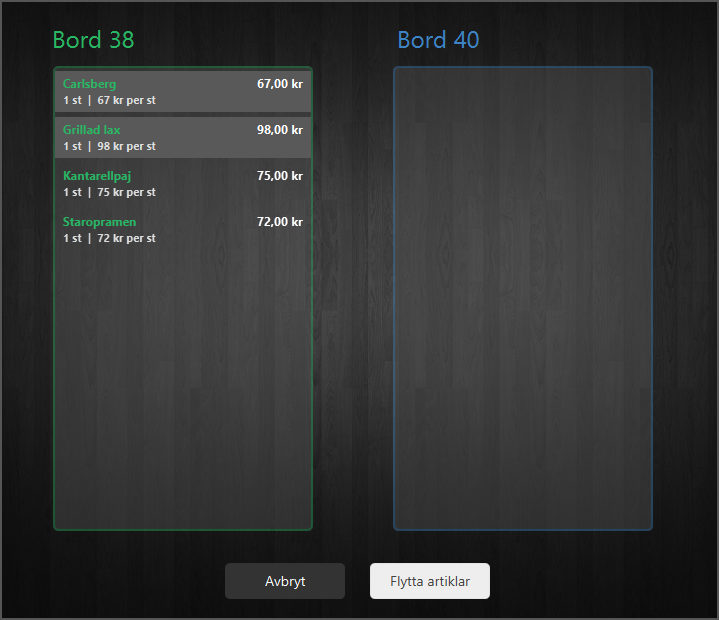 Bord 38
Carlsberg 67,00 kr
1 st | 67 kr per st
Grillad lax 98,00 kr
1 st | 98 kr per st
Kantarellpaj 75,00 kr
1 st | 75 kr per st
Staropramen 72,00 kr
1 st | 72 kr per st
Bord 40
Avbryt
Flytta artiklar